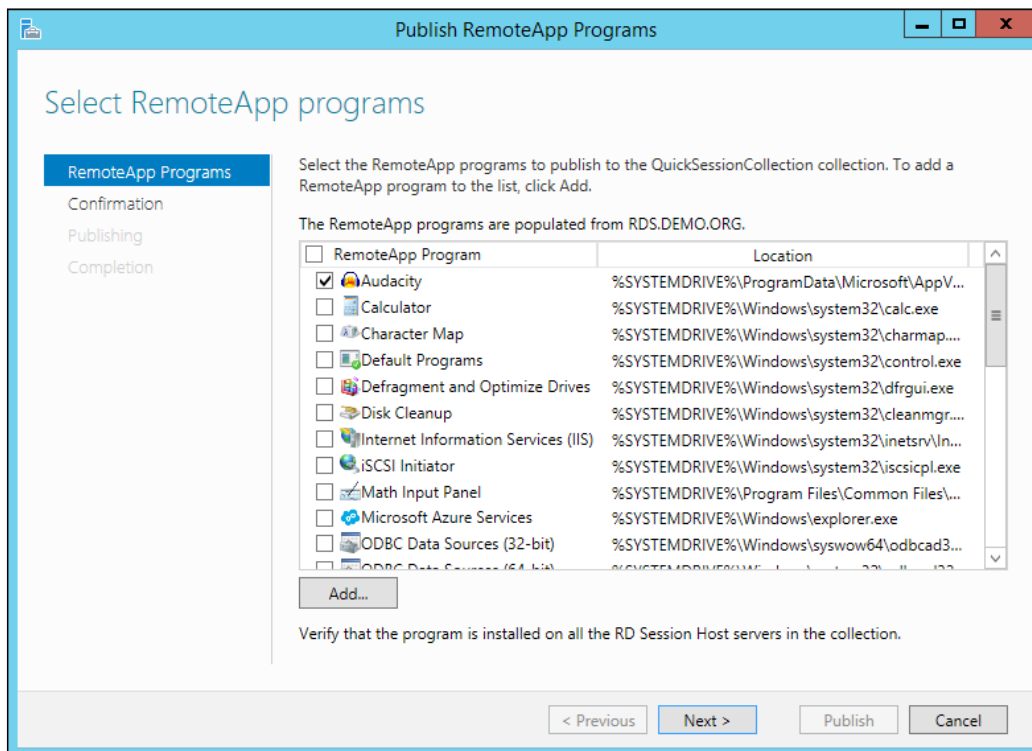 Publish RemoteApp Programs
Select RemoteApp programs
RemoteApp Programs
Confirmation
Publishing
Completion
Select the RemoteApp programs to publish to the QuickSessionCollection collection. To add a
RemoteApp program to the list, click Add.
The RemoteApp programs are populated from RDS.DEMO.ORG.
RemoteApp Program Location
Audacity %SYSTEMDRIVE%\ProgramData\Microsoft\AppV...
Calculator %SYSTEMDRIVE%\Windows\system32\calc.exe
Character Map %SYSTEMDRIVE%\Windows\system32\charmap....
Default Programs %SYSTEMDRIVE%\Windows\system32\control.exe
Defragment and Optimize Drives %SYSTEMDRIVE%\Windows\system32\dfrgui.exe
Disk Cleanup %SYSTEMDRIVE%\Windows\system32\cleanmgr....
Internet Information Services (IIS) %SYSTEMDRIVE%\Windows\system32\inetsrv\In...
iSCSI Initiator %SYSTEMDRIVE%\Windows\system32\iscsicpl.exe
Math Input Panel %SYSTEMDRIVE%\Program Files\Common Files\...
Microsoft Azure Services %SYSTEMDRIVE%\Windows\explorer.exe
ODBC Data Sources (32-bit) %SYSTEMDRIVE%\Windows\syswow64\odbcad3...
ODBC Data Sources (64-bit)
Add...
Verify that the program is installed on all the RD Session Host servers in the collection.
< Previous Next > Publish Cancel